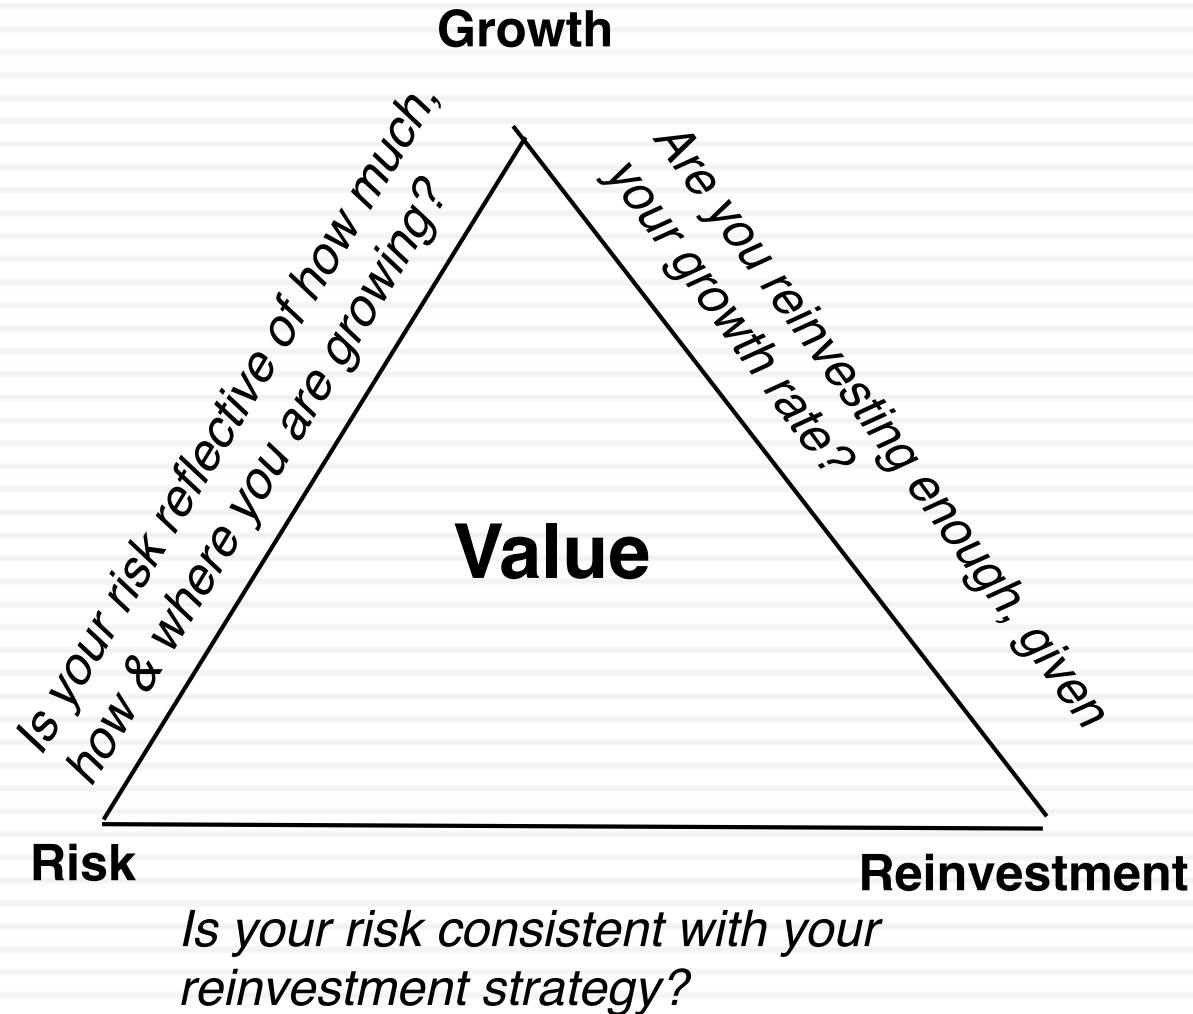 Growth
Is your risk reflective of how much,
how & where you are growing?
Are you reinvesting enough, given
your growth rate?
Value
Risk
Reinvestment
Is your risk consistent with your
reinvestment strategy?